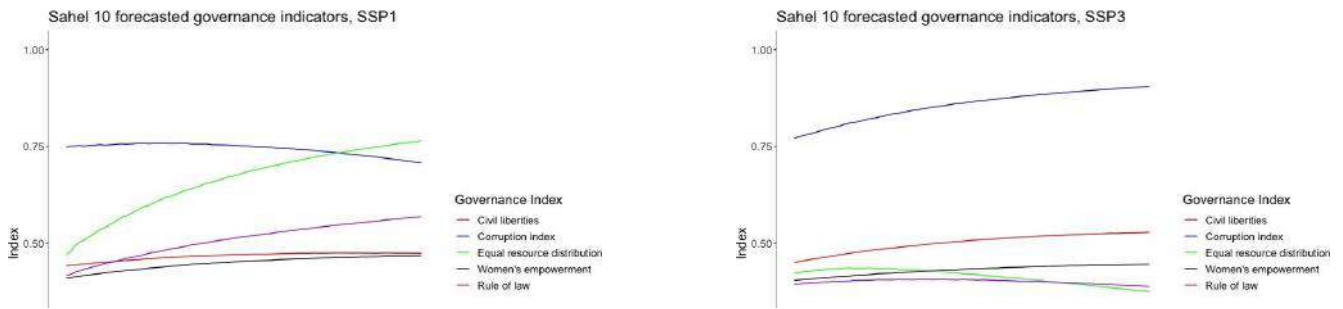 Sahel 10 forecasted governance indicators, SSP1
1.00
0.75
0.50
Index
Governance Index
Civil liberties
Corruption index
Equal resource distribution
Women's empowerment
Rule of law
Sahel 10 forecasted governance indicators, SSP3
1.00
0.75
0.50
Index
Governance Index
Civil liberties
Corruption index
Equal resource distribution
Women's empowerment
Rule of law